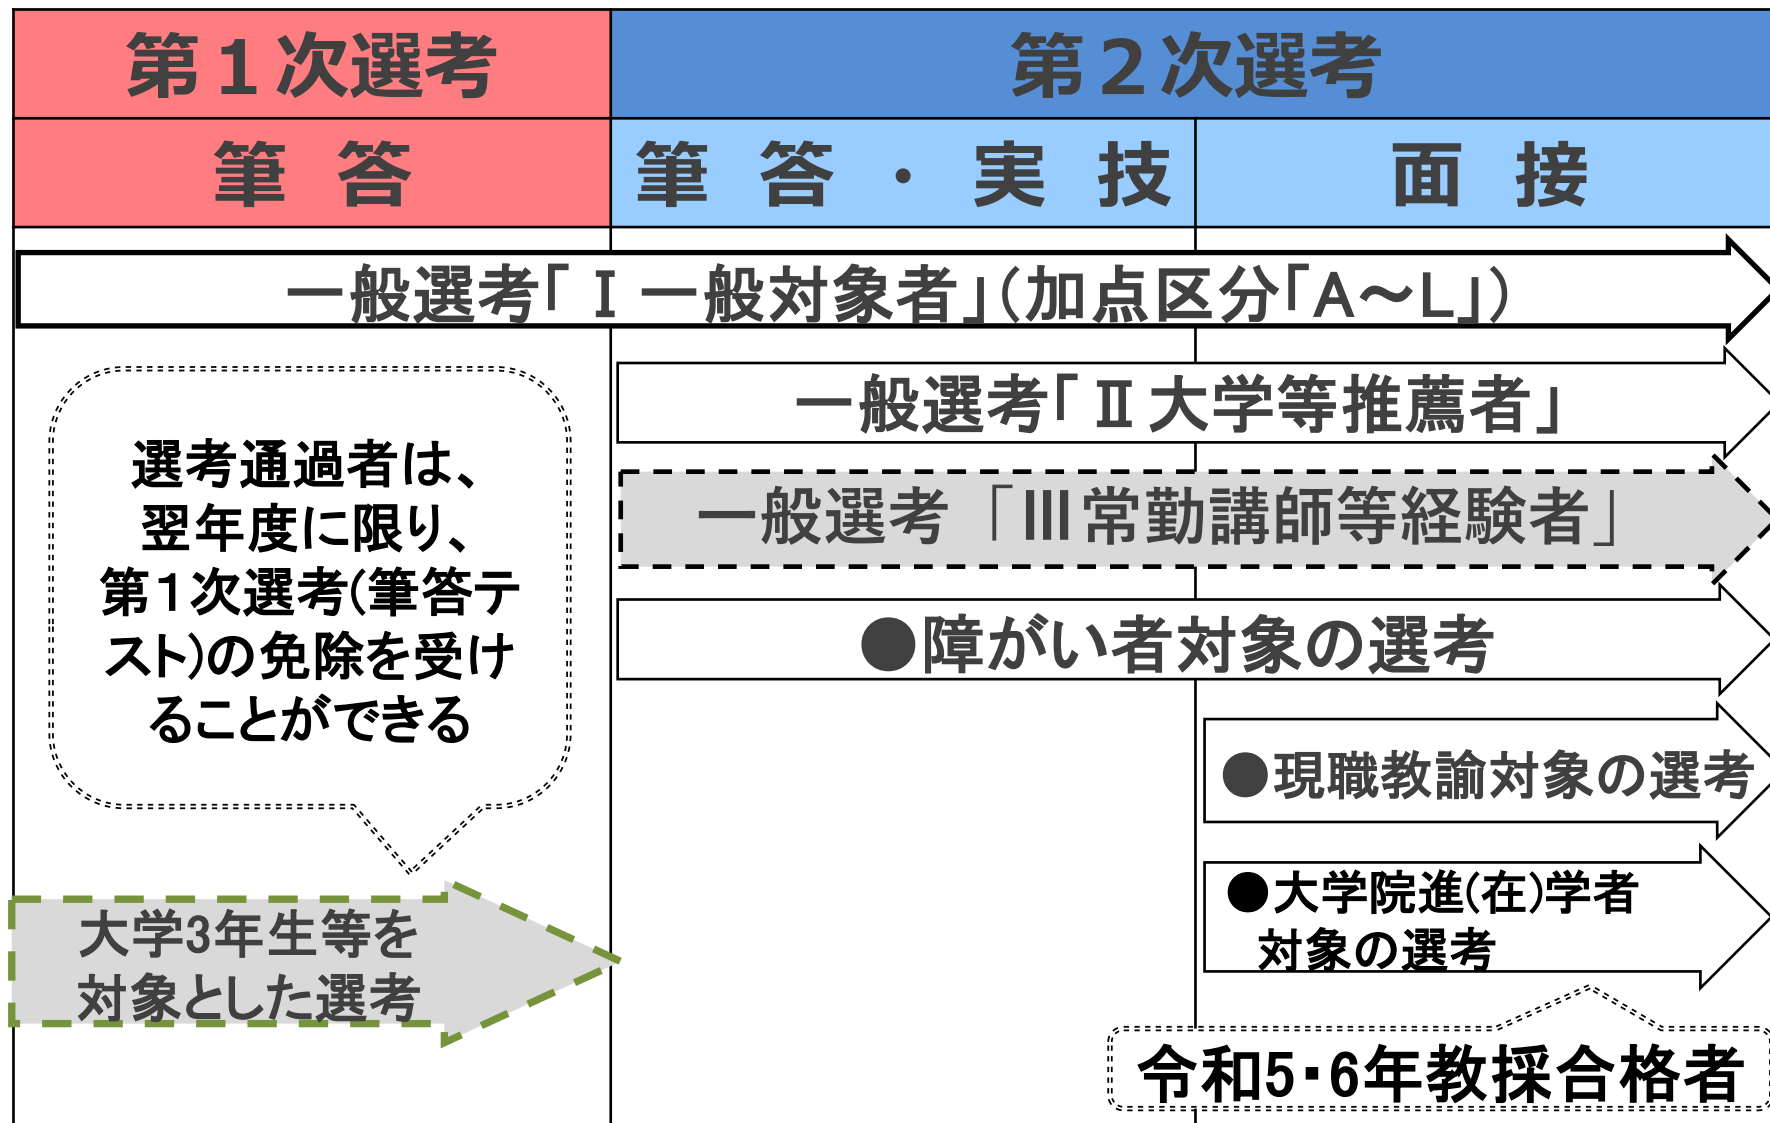 第１次選考
第２次選考
筆 答
筆 答 ・ 実 技
面 接
一般選考「Ⅰ 一般対象者」（加点区分「A～L」）
一般選考「Ⅱ大学等推薦者」
一般選考「Ⅲ常勤講師等経験者」
●障がい者対象の選考
選考通過者は、
翌年度に限り、
第１次選考(筆答テ
スト)の免除を受け
ることができる
●現職教諭対象の選考
●大学院進(在)学者
対象の選考
大学3年生等を
対象とした選考
令和5・6年教採合格者